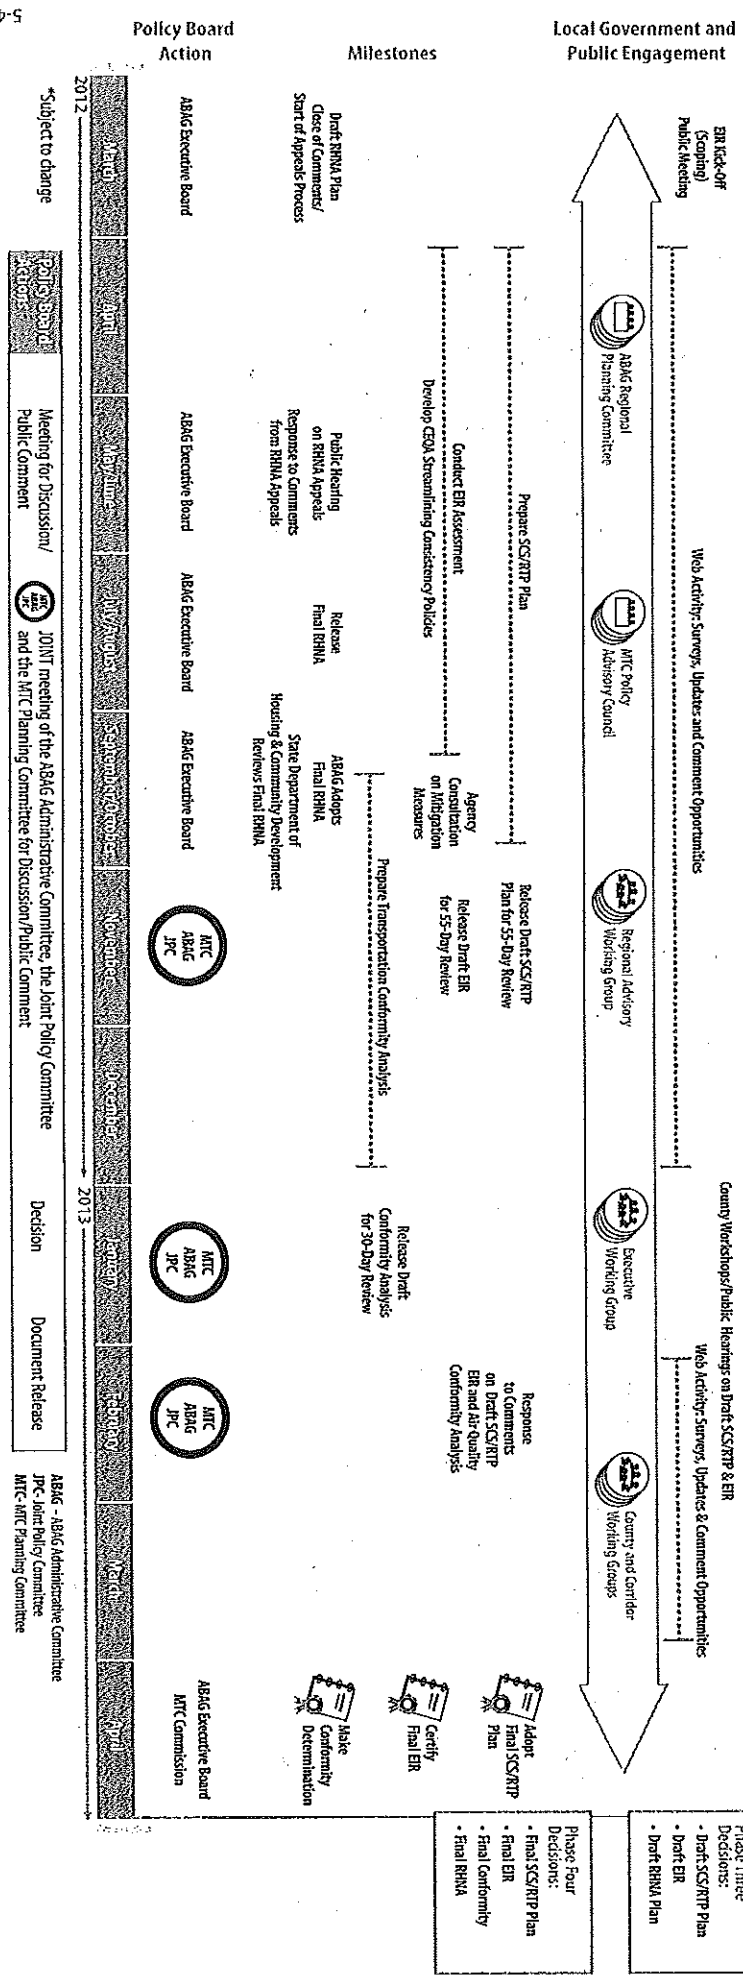 5-4
Local Government and
Public Engagement
EIR Kick-Off
(Scoping)
Public Meeting
Web Activity: Surveys, Updates and Comment Opportunities
County Workshops/Public Hearings on Draft SCS/RTP & EIR
Web Activity: Surveys, Updates & Comment Opportunities
ABAG Regional
Planning Committee
MTC Policy
Advisory Council
Regional Advisory
Working Group
Executive
Working Group
County and Corridor
Working Groups
Phase Three
Decisions:
• Draft SCS/RTP Plan
• Draft EIR
• Draft RHNA Plan
Milestones
Prepare SCS/RTP Plan
Release Draft SCS/RTP
Plan for 55-Day Review
Response
to Comments
on Draft SCS/RTP
EIR and Air Quality
Conformity Analysis
Adopt
Final SCS/RTP
Plan
Conduct EIR Assessment
Develop CEQA Streamlining Consistency Policies
Agency
Consultation
on Mitigation
Measures
Release Draft EIR
for 55-Day Review
Certify
Final EIR
Prepare Transportation Conformity Analysis
Release Draft
Conformity Analysis
for 30-Day Review
Draft RHNA Plan
Close of Comments/
Start of Appeals Process
Public Hearing
on RHNA Appeals
Response to Comments
from RHNA Appeals
Release
Final RHNA
ABAG Adopts
Final RHNA
State Department of
Housing & Community Development
Reviews Final RHNA
Make
Conformity
Determination
Phase Four
Decisions:
• Final SCS/RTP Plan
• Final EIR
• Final Conformity
• Final RHNA
Policy Board
Action
ABAG Executive Board
ABAG Executive Board
ABAG Executive Board
ABAG Executive Board
MTC
ABAG
JPC
MTC
ABAG
JPC
MTC
ABAG
JPC
ABAG Executive Board
MTC Commission
March
April
May/June
July/August
September/October
November
December
January
February
March
April
2012
2013
*Subject to change
Policy Board
Actions
Meeting for Discussion/
Public Comment
MTC
ABAG
JPC
JOINT meeting of the ABAG Administrative Committee, the Joint Policy Committee
and the MTC Planning Committee for Discussion/Public Comment
Decision
Document Release
ABAG - ABAG Administrative Committee
JPC- Joint Policy Committee
MTC- MTC Planning Committee